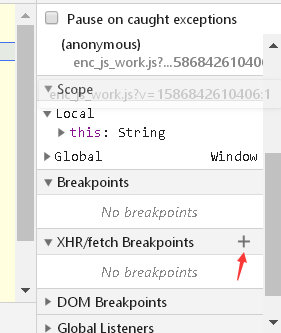 Pause on caught exceptions
(anonymous)
enc_js_work.js?...586842610406
Scope
enc_js_work.js?v=1586842610406:1
Local
this: String
Global Window
Breakpoints
No breakpoints
XHR/fetch Breakpoints +
No breakpoints
DOM Breakpoints
Global Listeners